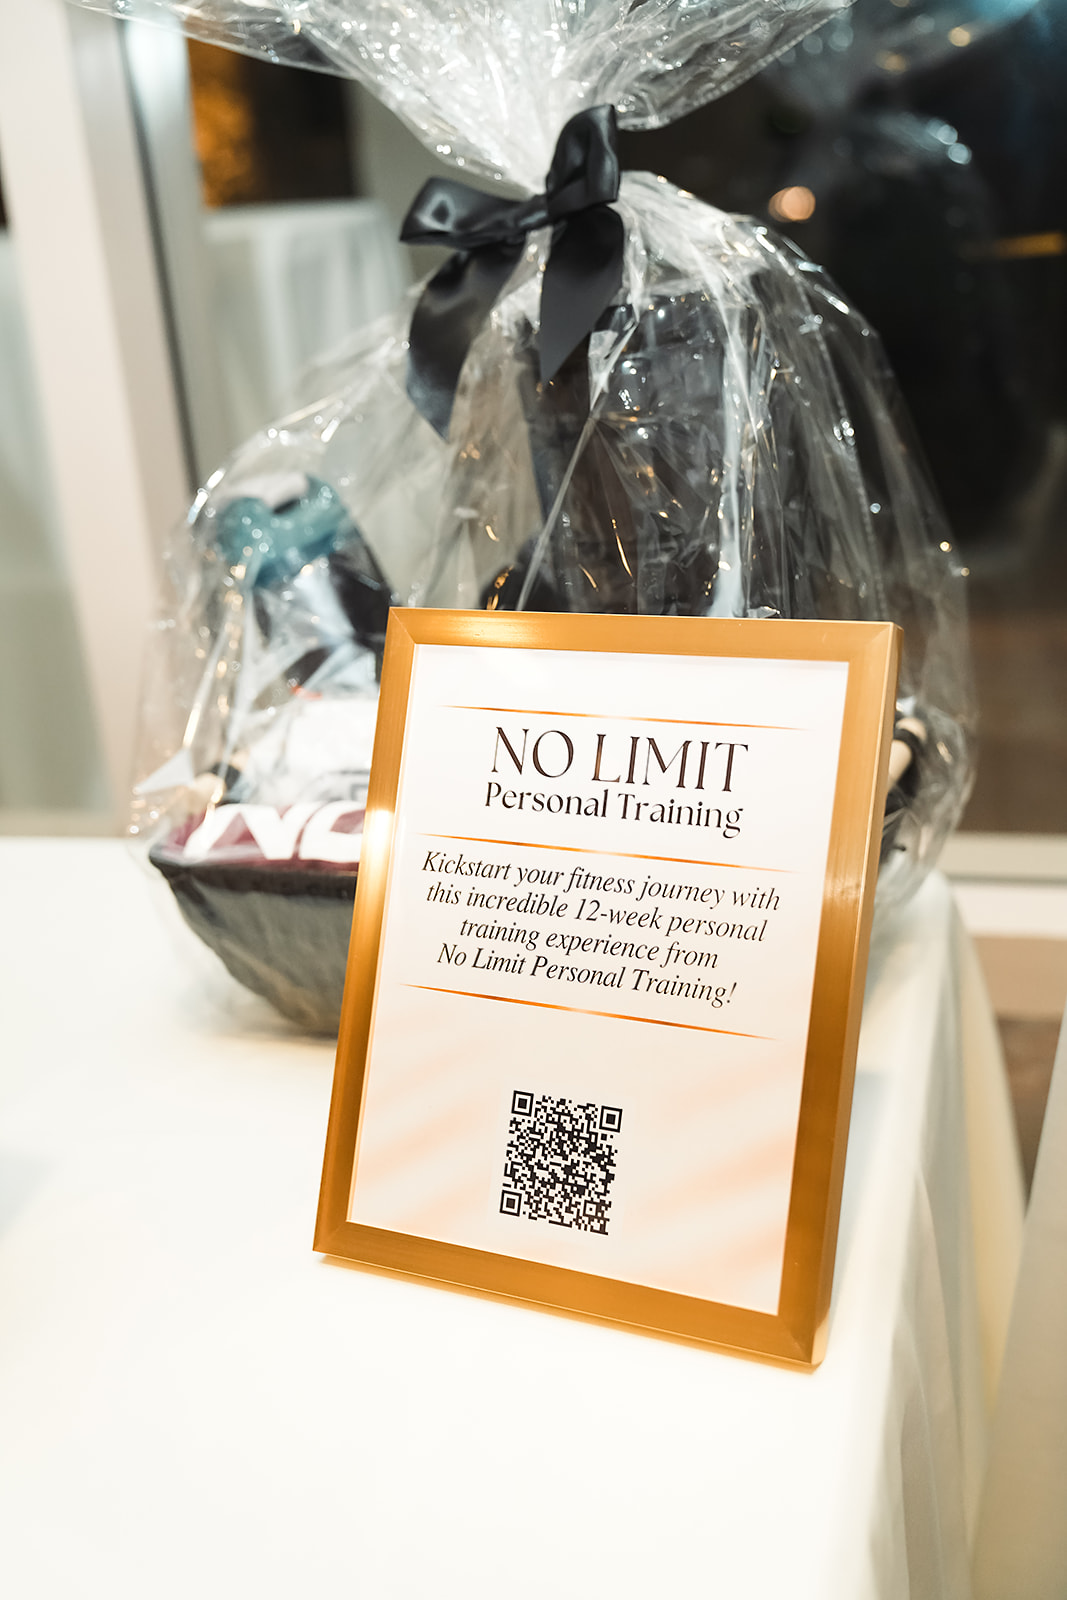 NO LIMIT
Personal Training
Kickstart your fitness journey with
this incredible 12-week personal
training experience from
No Limit Personal Training!